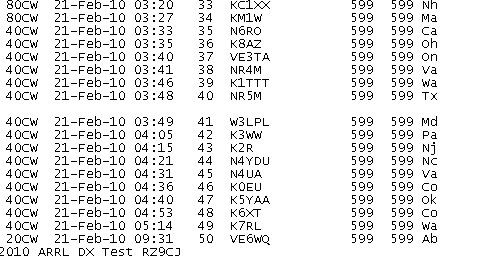 80CW 21-Feb-10 03:20 33 KC1XX 599 599 Nh
80CW 21-Feb-10 03:27 34 KM1W 599 599 Ma
40CW 21-Feb-10 03:33 35 N6RO 599 599 Ca
40CW 21-Feb-10 03:35 36 K8AZ 599 599 Oh
40CW 21-Feb-10 03:37 37 VE3TA 599 599 On
40CW 21-Feb-10 03:41 38 NR4M 599 599 Va
40CW 21-Feb-10 03:46 39 K1TTT 599 599 Wa
40CW 21-Feb-10 03:48 40 NR5M 599 599 Tx
40CW 21-Feb-10 03:49 41 W3LPL 599 599 Md
40CW 21-Feb-10 04:05 42 K3WW 599 599 Pa
40CW 21-Feb-10 04:15 43 K2R 599 599 Nj
40CW 21-Feb-10 04:21 44 N4YDU 599 599 Nc
40CW 21-Feb-10 04:31 45 N4UA 599 599 Va
40CW 21-Feb-10 04:36 46 K0EU 599 599 Co
40CW 21-Feb-10 04:40 47 K5YAA 599 599 Ok
40CW 21-Feb-10 04:53 48 K6XT 599 599 Co
40CW 21-Feb-10 05:14 49 K7RL 599 599 Wa
20CW 21-Feb-10 09:31 50 VE6WQ 599 599 Ab
2010 ARRL DX Test RZ9CJ